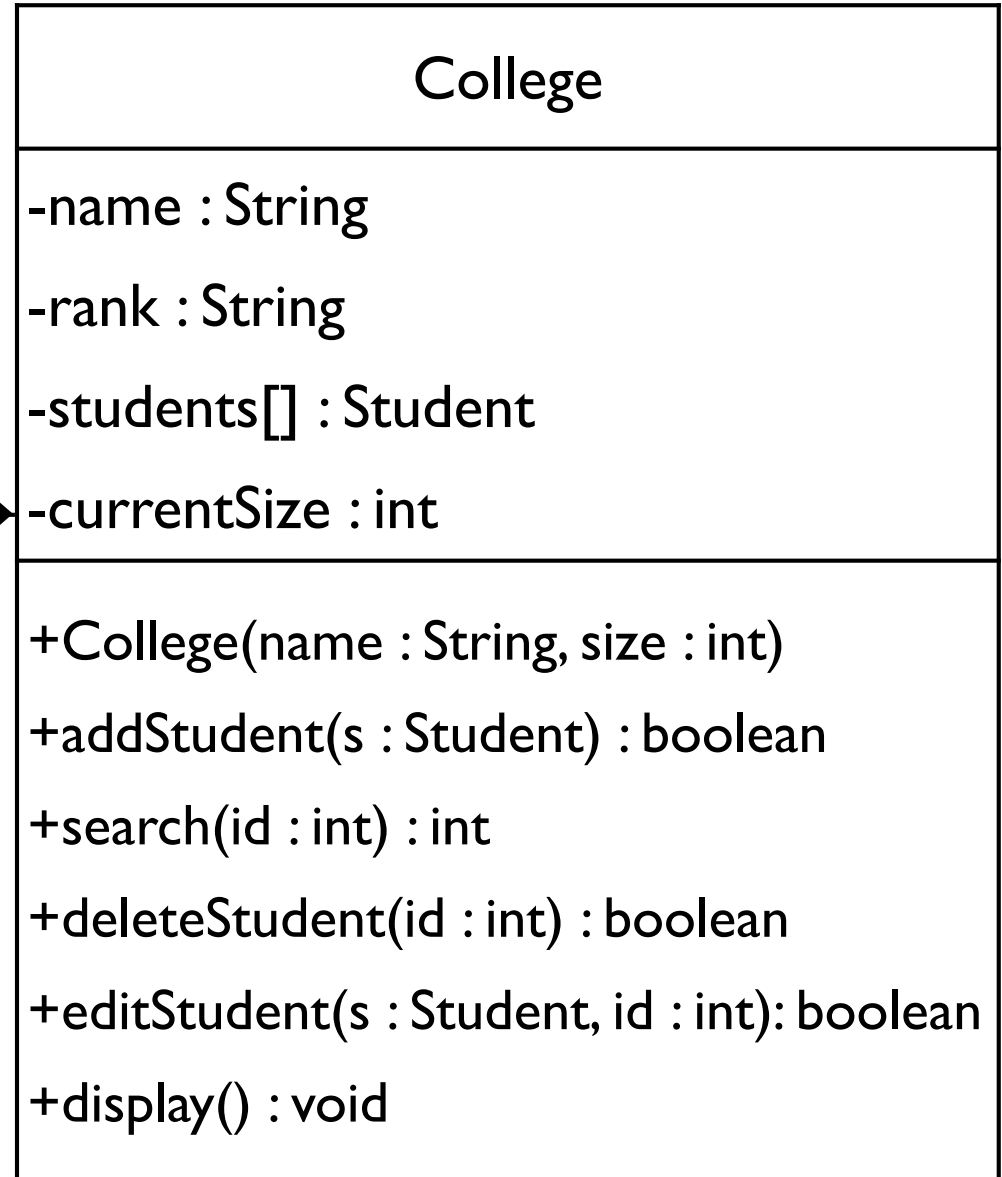 College
-name : String
-rank : String
-students[] : Student
-currentSize : int
+College(name : String, size : int)
+addStudent(s : Student) : boolean
+search(id : int) : int
+deleteStudent(id : int) : boolean
+editStudent(s : Student, id : int): boolean
+display() : void